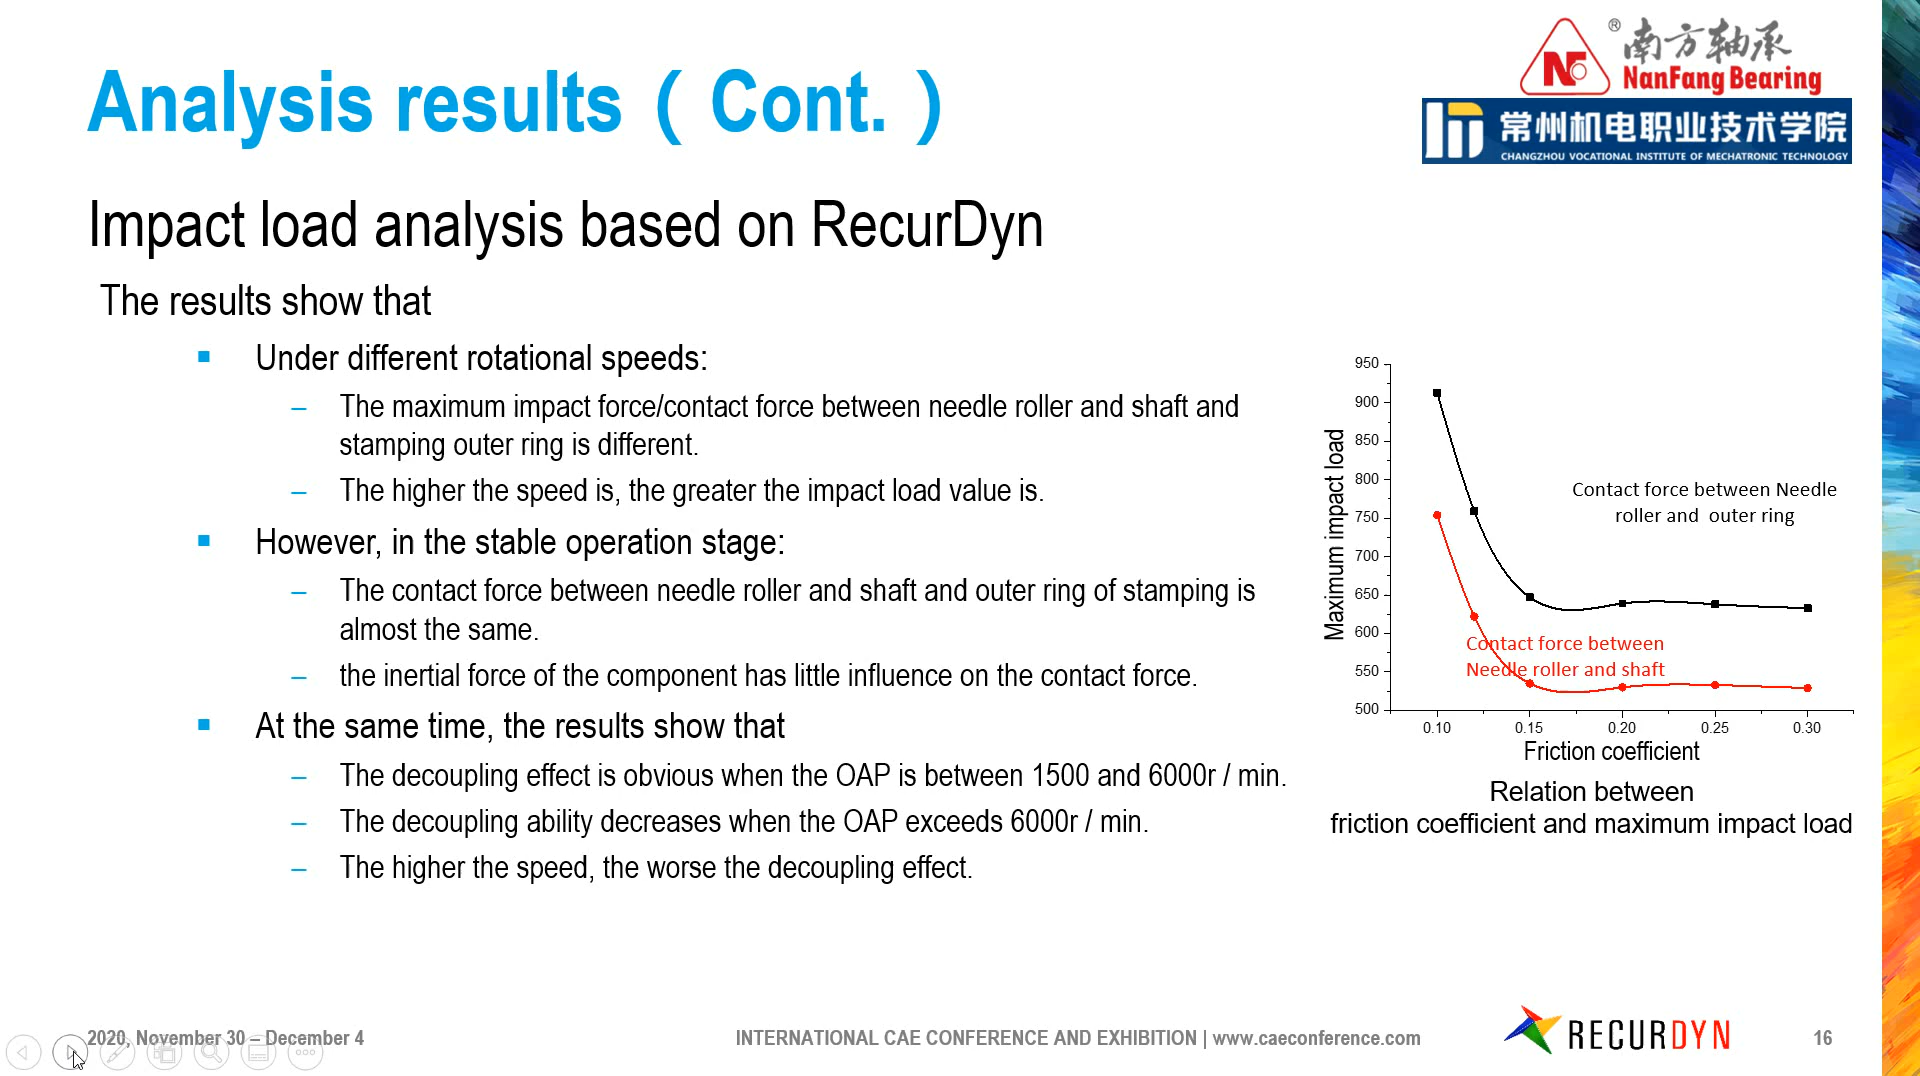 ®
南方轴承
NF
NanFang Bearing
常州机电职业技术学院
CHANGZHOU VOCATIONAL INSTITUTE OF MECHATRONIC TECHNOLOGY
Analysis results（Cont.）
Impact load analysis based on RecurDyn
The results show that
Under different rotational speeds:
– The maximum impact force/contact force between needle roller and shaft and
stamping outer ring is different.
– The higher the speed is, the greater the impact load value is.
However, in the stable operation stage:
– The contact force between needle roller and shaft and outer ring of stamping is
almost the same.
– the inertial force of the component has little influence on the contact force.
At the same time, the results show that
– The decoupling effect is obvious when the OAP is between 1500 and 6000r / min.
– The decoupling ability decreases when the OAP exceeds 6000r / min.
– The higher the speed, the worse the decoupling effect.
Maximum impact load
950
900
850
800
750
700
650
600
550
500
Contact force between Needle
roller and outer ring
Contact force between
Needle roller and shaft
0.10 0.15 0.20 0.25 0.30
Friction coefficient
Relation between
friction coefficient and maximum impact load
2020, November 30 – December 4
INTERNATIONAL CAE CONFERENCE AND EXHIBITION | www.caeconference.com
RECURDYN
16